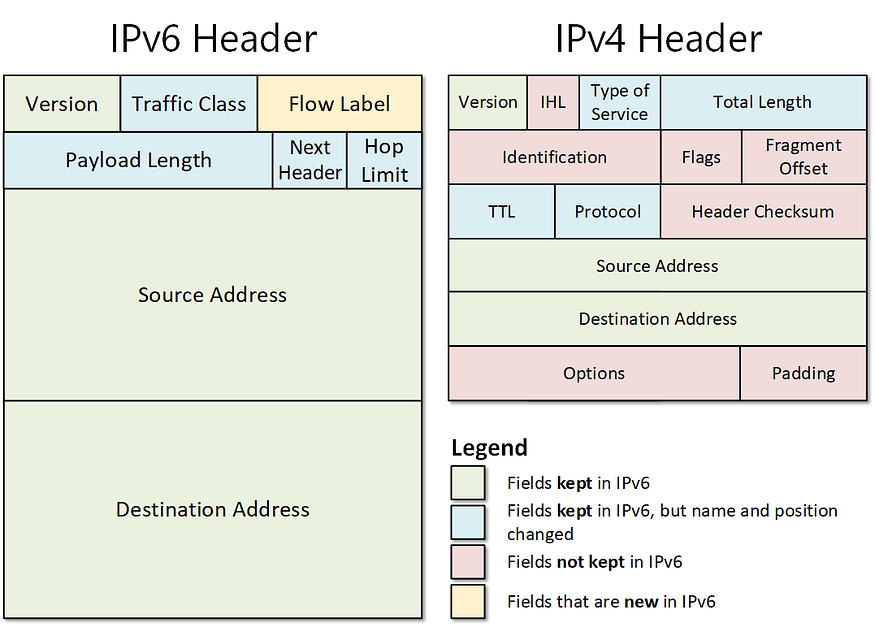 IPv6 Header
Version
Traffic Class
Flow Label
Payload Length
Next
Header
Hop
Limit
Source Address
Destination Address
IPv4 Header
Version
IHL
Type of
Service
Total Length
Identification
Flags
Fragment
Offset
TTL
Protocol
Header Checksum
Source Address
Destination Address
Options
Padding
Legend
Fields kept in IPv6
Fields kept in IPv6, but name and position
changed
Fields not kept in IPv6
Fields that are new in IPv6